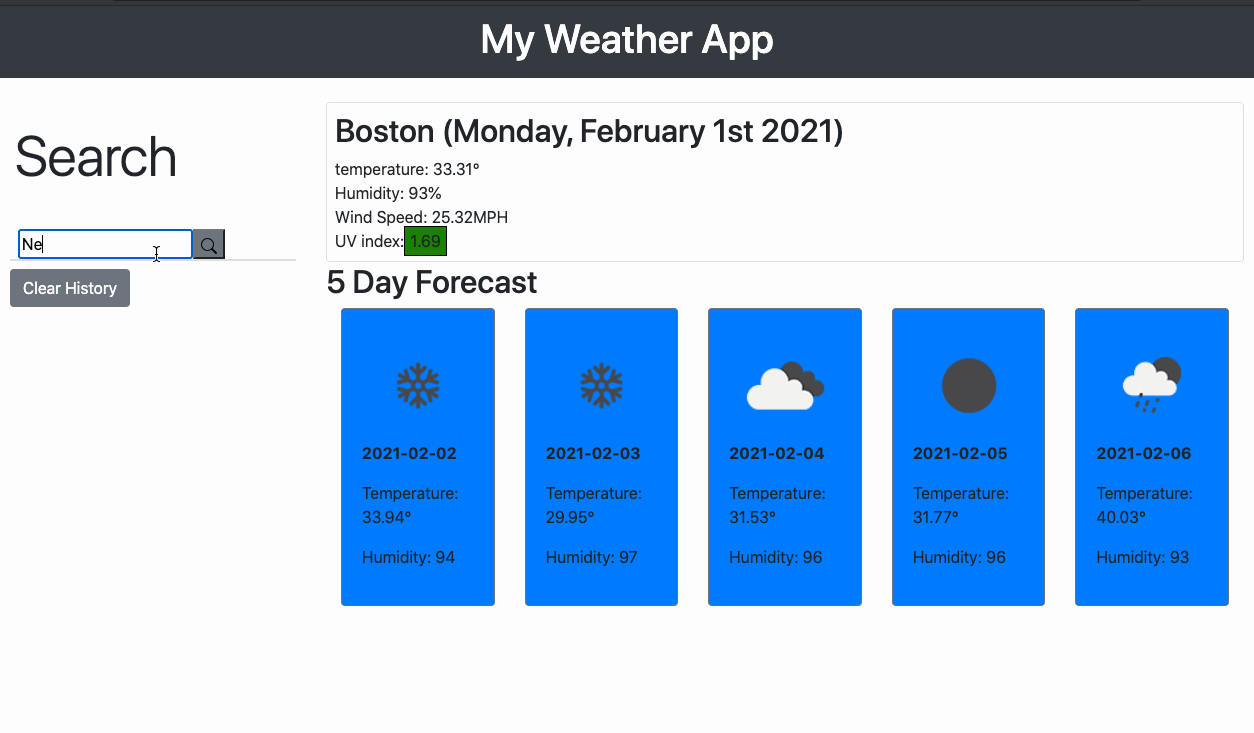 My Weather App
Search
Ne
Clear History
Boston (Monday, February 1st 2021)
temperature: 33.31°
Humidity: 93%
Wind Speed: 25.32MPH
UV index: 1.69
5 Day Forecast
2021-02-02
Temperature:
33.94°
Humidity: 94
2021-02-03
Temperature:
29.95°
Humidity: 97
2021-02-04
Temperature:
31.53°
Humidity: 96
2021-02-05
Temperature:
31.77°
Humidity: 96
2021-02-06
Temperature:
40.03°
Humidity: 93